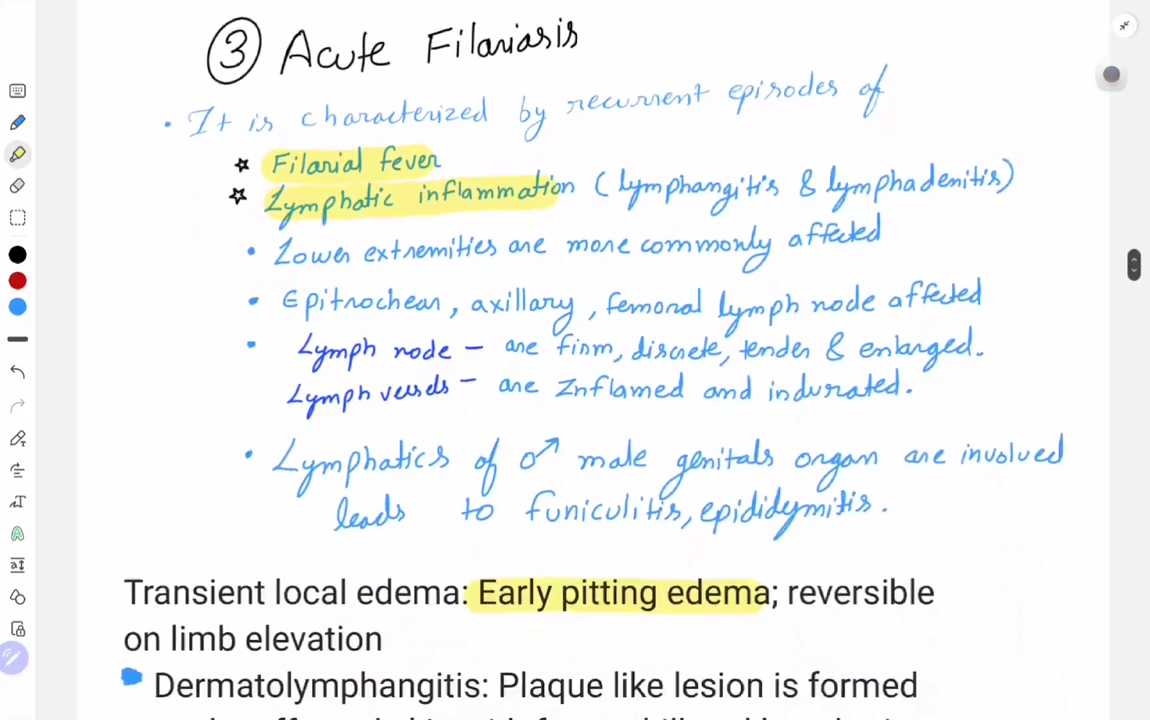 ③ Acute Filariasis
• It is characterized by recurrent episodes of
☆ Filarial fever
☆ Lymphatic inflammation (lymphangitis & lymphadenitis)
• Lower extremities are more commonly affected
• Epitrochear, axillary, femoral lymph node affected
• Lymph node – are firm, discrete, tender & enlarged.
Lymph vessels – are Inflamed and indurated.
• Lymphatics of ♂ male genitals organ are involved
leads to funiculitis, epididymitis.
Transient local edema: Early pitting edema; reversible
on limb elevation
Dermatolymphangitis: Plaque like lesion is formed